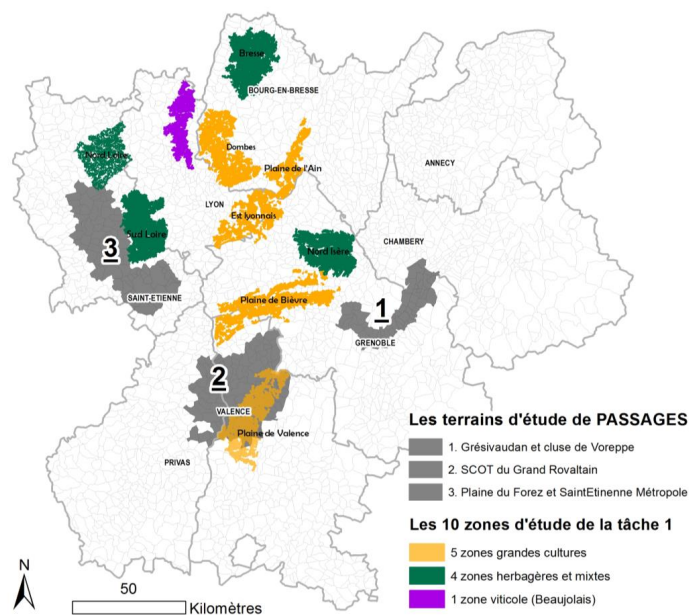 Bresse
BOURG-EN-BRESSE
Nord Loire
Dombes
Plaine de l'Ain
ANNECY
LYON
Est lyonnais
Sud Loire
3
CHAMBERY
Nord Isère
SAINT-ETIENNE
Plaine de Bièvre
1
GRENOBLE
2
VALENCE
Plaine de Valence
PRIVAS
Les terrains d'étude de PASSAGES
1. Grésivaudan et cluse de Voreppe
2. SCOT du Grand Rovaltain
3. Plaine du Forez et SaintEtinenne Métropole
Les 10 zones d'étude de la tâche 1
5 zones grandes cultures
4 zones herbagères et mixtes
1 zone viticole (Beaujolais)
N
50
Kilomètres